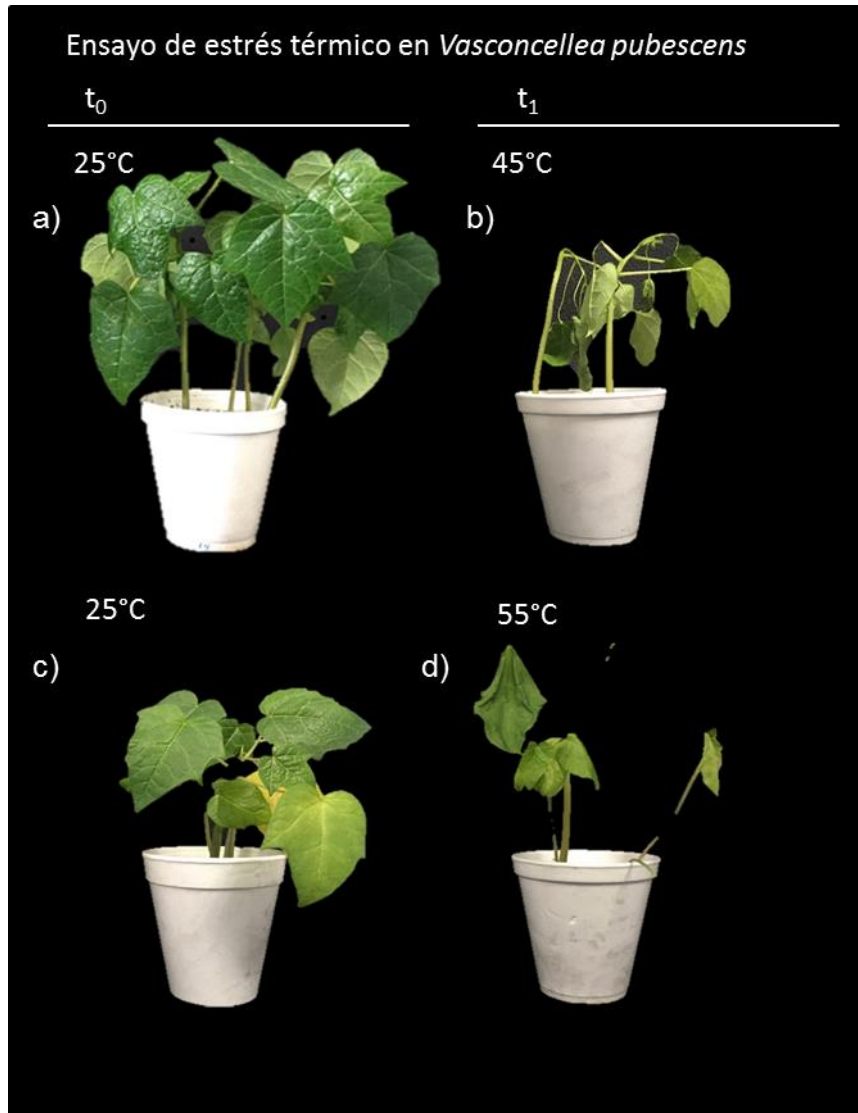 Ensayo de estrés térmico en Vasconcellea pubescens
t₀ t₁
25°C 45°C
a) b)
25°C 55°C
c) d)